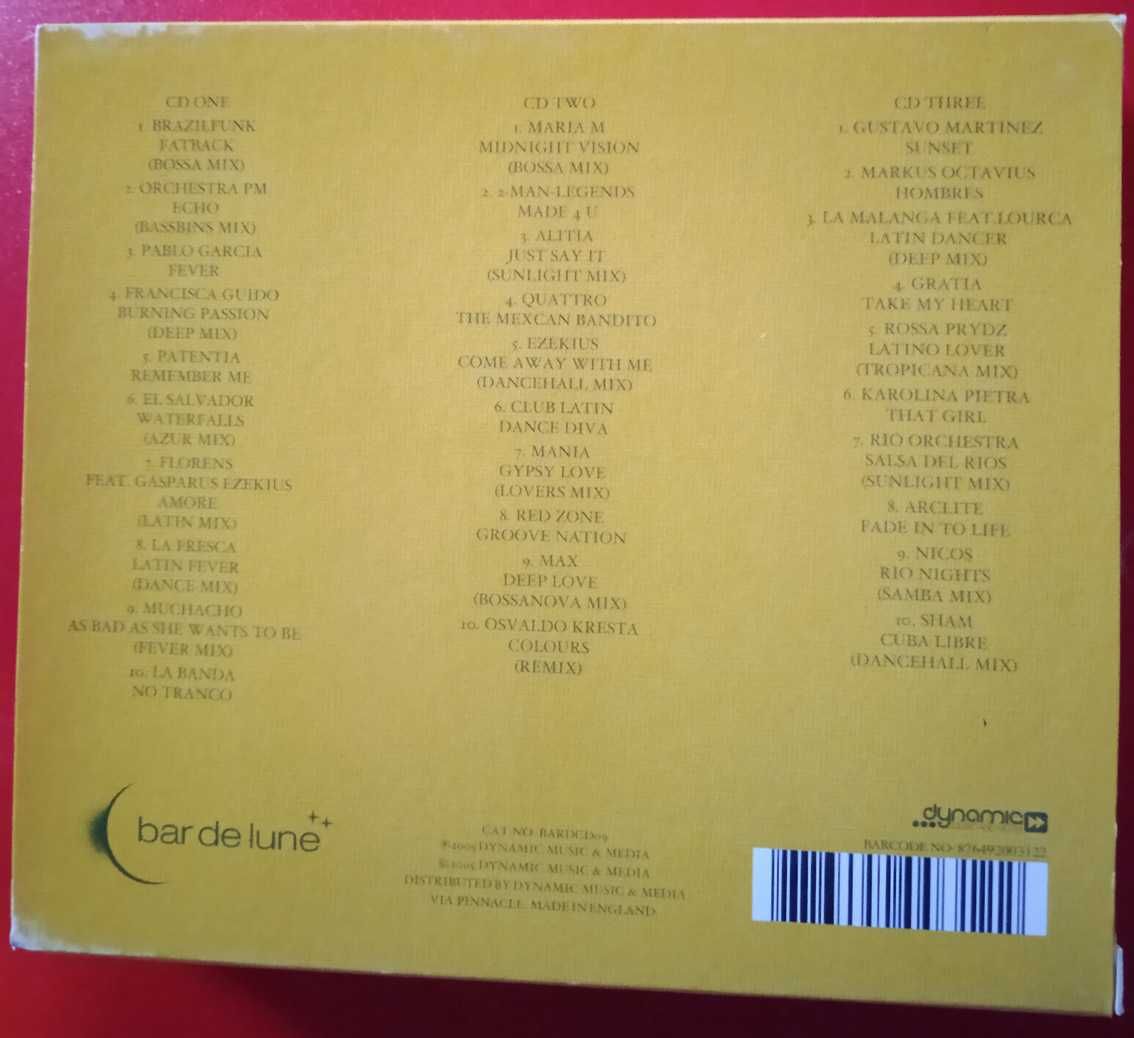 CD ONE
1. BRAZILFUNK
FATBACK
(BOSSA MIX)
2. ORCHESTRA PM
ECHO
(BASSBINS MIX)
3. PABLO GARCIA
FEVER
4. FRANCISCA GUIDO
BURNING PASSION
(DEEP MIX)
5. PATENTIA
REMEMBER ME
6. EL SALVADOR
WATERFALLS
(AZUR MIX)
7. FLORENS
FEAT. GASPARUS EZEKIUS
AMORE
(LATIN MIX)
8. LA FRESCA
LATIN FEVER
(DANCE MIX)
9. MUCHACHO
AS BAD AS SHE WANTS TO BE
(FEVER MIX)
10. LA BANDA
NO TRANCO
CD TWO
1. MARIA M
MIDNIGHT VISION
(BOSSA MIX)
2. 2-MAN-LEGENDS
MADE 4 U
3. ALITIA
JUST SAY IT
(SUNLIGHT MIX)
4. QUATTRO
THE MEXCAN BANDITO
5. EZEKIUS
COME AWAY WITH ME
(DANCEHALL MIX)
6. CLUB LATIN
DANCE DIVA
7. MANIA
GYPSY LOVE
(LOVERS MIX)
8. RED ZONE
GROOVE NATION
9. MAX
DEEP LOVE
(BOSSANOVA MIX)
10. OSVALDO KRESTA
COLOURS
(REMIX)
CD THREE
1. GUSTAVO MARTINEZ
SUNSET
2. MARKUS OCTAVIUS
HOMBRES
3. LA MALANGA FEAT.LOURCA
LATIN DANCER
(DEEP MIX)
4. GRATIA
TAKE MY HEART
5. ROSSA PRYDZ
LATINO LOVER
(TROPICANA MIX)
6. KAROLINA PIETRA
THAT GIRL
7. RIO ORCHESTRA
SALSA DEL RIOS
(SUNLIGHT MIX)
8. ARCLITE
FADE IN TO LIFE
9. NICOS
RIO NIGHTS
(SAMBA MIX)
10. SHAM
CUBA LIBRE
(DANCEHALL MIX)
bar de lune
CAT NO: BARDCD09
℗ 2005 DYNAMIC MUSIC & MEDIA
© 2005 DYNAMIC MUSIC & MEDIA
DISTRIBUTED BY DYNAMIC MUSIC & MEDIA
VIA PINNACLE. MADE IN ENGLAND
dynamic
BARCODE NO: 876492003122